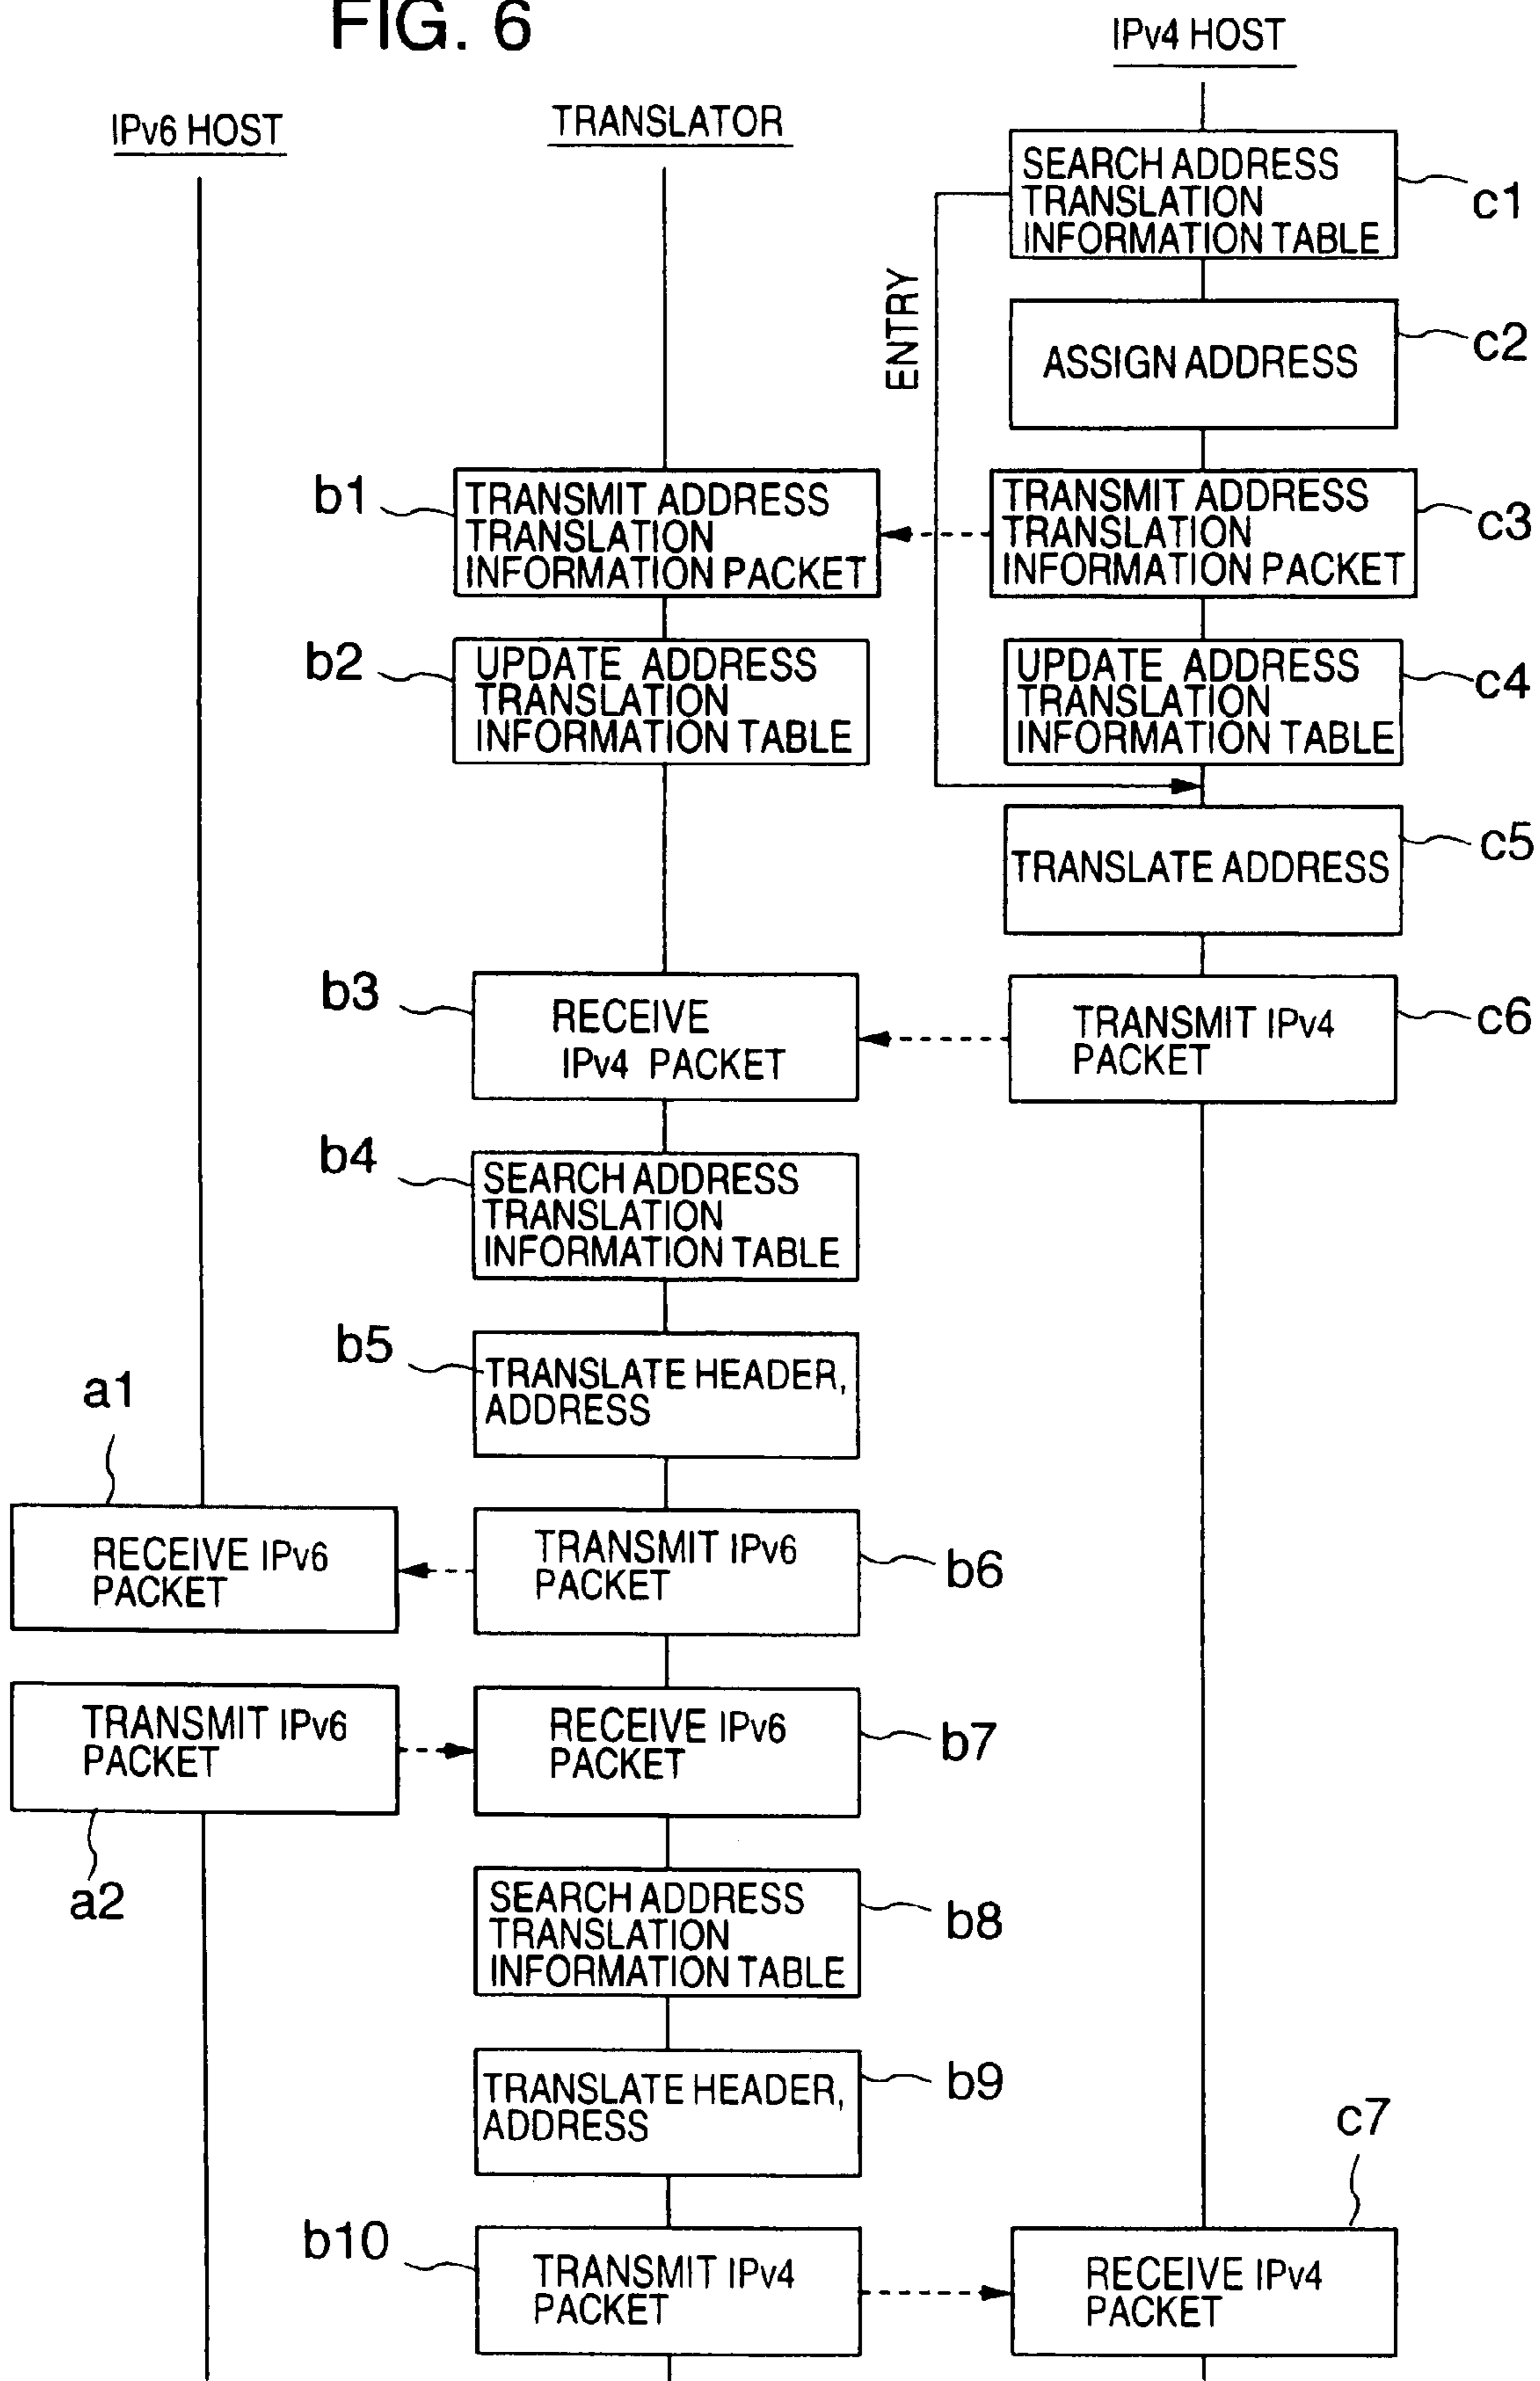 FIG. 6
IPv4 HOST
IPv6 HOST
TRANSLATOR
SEARCH ADDRESS
TRANSLATION
INFORMATION TABLE
c1
ENTRY
ASSIGN ADDRESS
c2
b1
TRANSMIT ADDRESS
TRANSLATION
INFORMATION PACKET
TRANSMIT ADDRESS
TRANSLATION
INFORMATION PACKET
c3
b2
UPDATE ADDRESS
TRANSLATION
INFORMATION TABLE
UPDATE ADDRESS
TRANSLATION
INFORMATION TABLE
c4
TRANSLATE ADDRESS
c5
b3
RECEIVE
IPv4 PACKET
TRANSMIT IPv4
PACKET
c6
b4
SEARCH ADDRESS
TRANSLATION
INFORMATION TABLE
b5
TRANSLATE HEADER,
ADDRESS
a1
RECEIVE IPv6
PACKET
TRANSMIT IPv6
PACKET
b6
TRANSMIT IPv6
PACKET
a2
RECEIVE IPv6
PACKET
b7
SEARCH ADDRESS
TRANSLATION
INFORMATION TABLE
b8
TRANSLATE HEADER,
ADDRESS
b9
c7
b10
TRANSMIT IPv4
PACKET
RECEIVE IPv4
PACKET